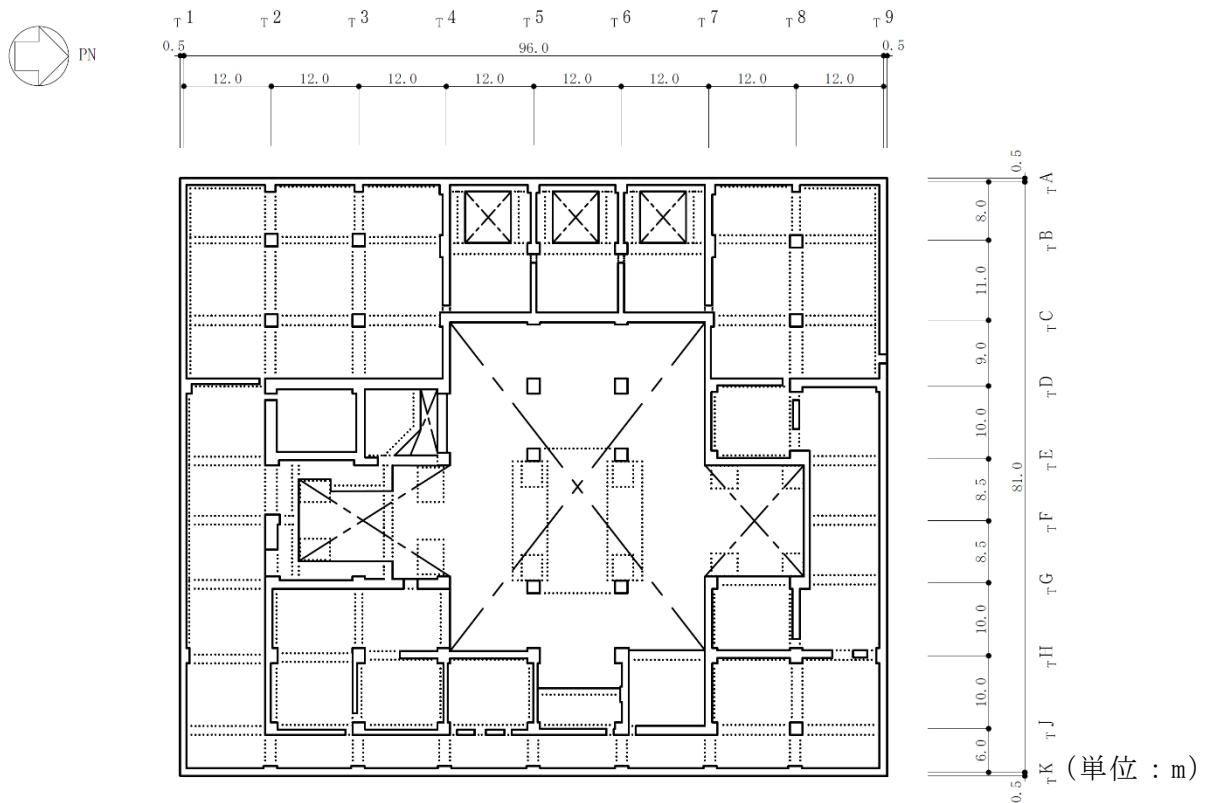 T1 T2 T3 T4 T5 T6 T7 T8 T9
PN
0.5 96.0 0.5
12.0 12.0 12.0 12.0 12.0 12.0 12.0 12.0
0.5
TA
8.0
TB
11.0
TC
9.0
TD
10.0
TE
8.5
81.0
TF
8.5
TG
10.0
TH
10.0
TJ
6.0
TK
0.5
(単位：m)